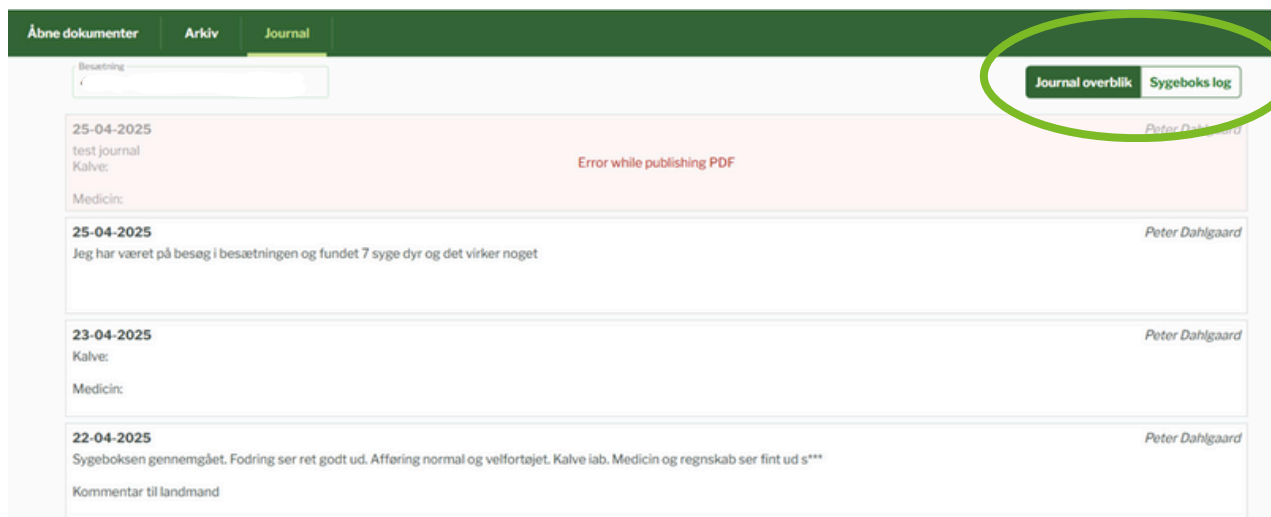 Åbne dokumenter Arkiv Journal
Besætning
Journal overblik Sygeboks log
25-04-2025 Peter Dahlgaard
test journal
Kalve:
Error while publishing PDF
Medicin:
25-04-2025 Peter Dahlgaard
Jeg har været på besøg i besætningen og fundet 7 syge dyr og det virker noget
23-04-2025 Peter Dahlgaard
Kalve:
Medicin:
22-04-2025 Peter Dahlgaard
Sygeboksen gennemgået. Fodring ser ret godt ud. Afføring normal og velfortøjet. Kalve iab. Medicin og regnskab ser fint ud s***
Kommentar til landmand